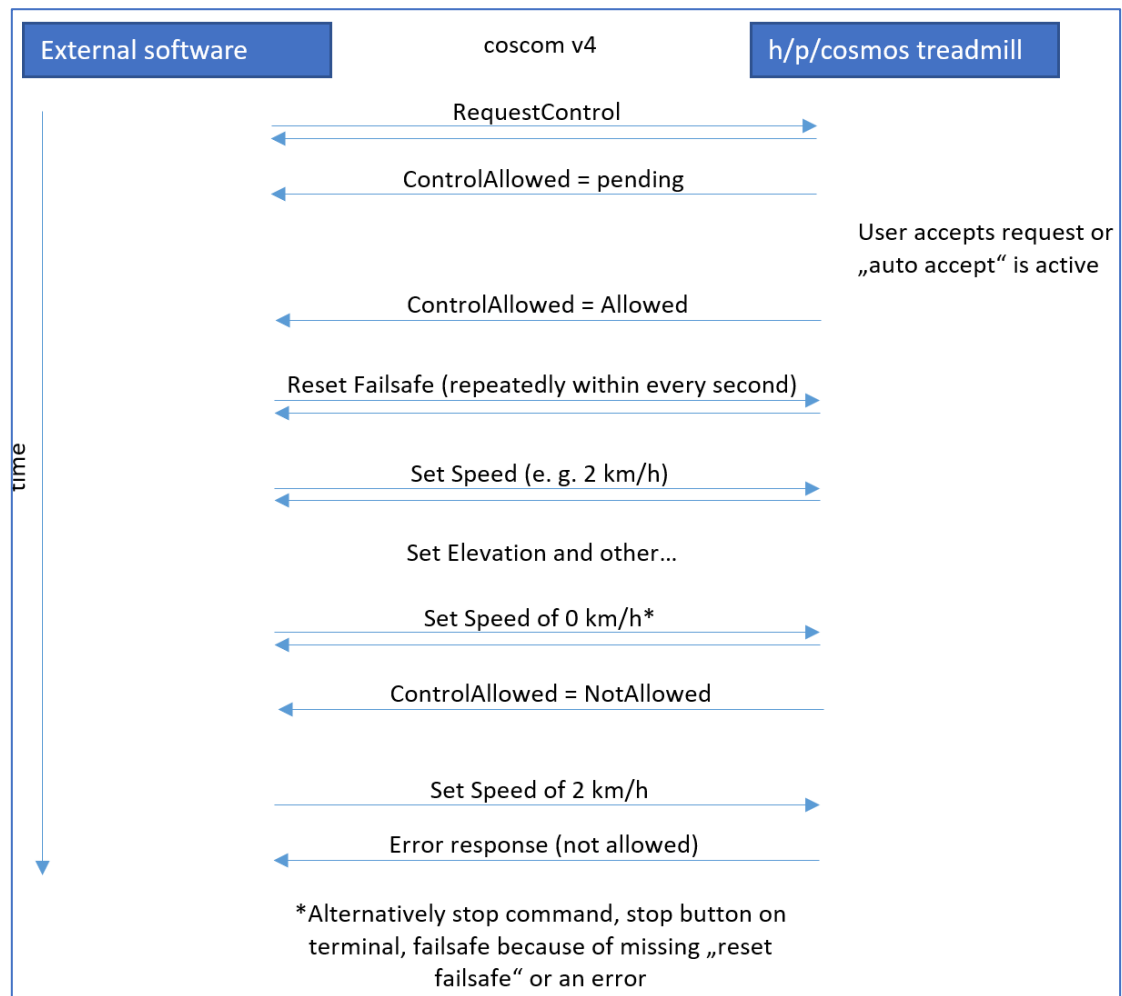 External software
coscom v4
h/p/cosmos treadmill
RequestControl
ControlAllowed = pending
User accepts request or
„auto accept“ is active
ControlAllowed = Allowed
Reset Failsafe (repeatedly within every second)
time
Set Speed (e. g. 2 km/h)
Set Elevation and other...
Set Speed of 0 km/h*
ControlAllowed = NotAllowed
Set Speed of 2 km/h
Error response (not allowed)
*Alternatively stop command, stop button on
terminal, failsafe because of missing „reset
failsafe“ or an error